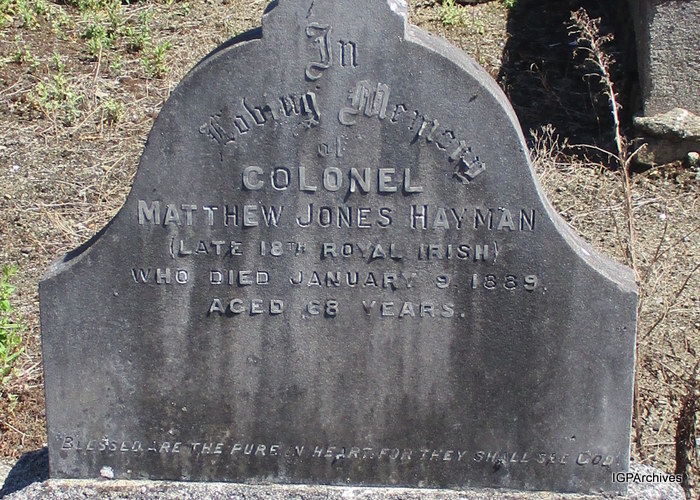 In
Loving Memory
of
COLONEL
MATTHEW JONES HAYMAN
(LATE 18TH ROYAL IRISH)
WHO DIED JANUARY 9, 1889,
AGED 68 YEARS.
"BLESSED ARE THE PURE IN HEART FOR THEY SHALL SEE GOD"
IGPArchives